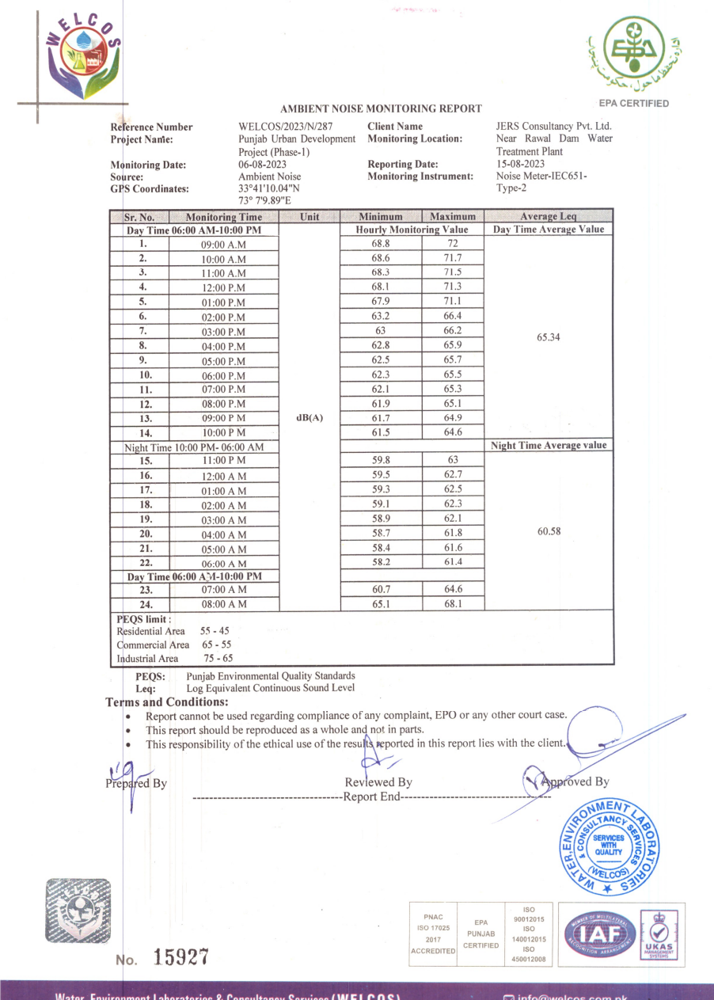 WELCOS
EPA
ادارہ تحفظ ماحول، حکومت پنجاب
EPA CERTIFIED
AMBIENT NOISE MONITORING REPORT
Reference Number WELCOS/2023/N/287 Client Name JERS Consultancy Pvt. Ltd.
Project Name: Punjab Urban Development Monitoring Location: Near Rawal Dam Water
Project (Phase-1) Treatment Plant
Monitoring Date: 06-08-2023 Reporting Date: 15-08-2023
Source: Ambient Noise Monitoring Instrument: Noise Meter-IEC651-
GPS Coordinates: 33°41'10.04"N Type-2
73° 7'9.89"E
Sr. No. Monitoring Time Unit Minimum Maximum Average Leq
Day Time 06:00 AM-10:00 PM Hourly Monitoring Value Day Time Average Value
1. 09:00 A.M 68.8 72
2. 10:00 A.M 68.6 71.7
3. 11:00 A.M 68.3 71.5
4. 12:00 P.M 68.1 71.3
5. 01:00 P.M 67.9 71.1
6. 02:00 P.M 63.2 66.4
7. 03:00 P.M 63 66.2
65.34
8. 04:00 P.M 62.8 65.9
9. 05:00 P.M 62.5 65.7
10. 06:00 P.M 62.3 65.5
11. 07:00 P.M 62.1 65.3
12. 08:00 P.M 61.9 65.1
13. 09:00 P M dB(A) 61.7 64.9
14. 10:00 P M 61.5 64.6
Night Time 10:00 PM- 06:00 AM Night Time Average value
15. 11:00 P M 59.8 63
16. 12:00 A M 59.5 62.7
17. 01:00 A M 59.3 62.5
18. 02:00 A M 59.1 62.3
19. 03:00 A M 58.9 62.1
20. 04:00 A M 58.7 61.8 60.58
21. 05:00 A M 58.4 61.6
22. 06:00 A M 58.2 61.4
Day Time 06:00 AM-10:00 PM
23. 07:00 A M 60.7 64.6
24. 08:00 A M 65.1 68.1
PEQS limit :
Residential Area 55 - 45
Commercial Area 65 - 55
Industrial Area 75 - 65
PEQS: Punjab Environmental Quality Standards
Leq: Log Equivalent Continuous Sound Level
Terms and Conditions:
• Report cannot be used regarding compliance of any complaint, EPO or any other court case.
• This report should be reproduced as a whole and not in parts.
• This responsibility of the ethical use of the results reported in this report lies with the client.
Prepared By Reviewed By Approved By
----------------------------------Report End----------------------------------
WATER, ENVIRONMENT LABORATORIES
& CONSULTANCY SERVICES
(WELCOS)
SERVICES
WITH
QUALITY
WELCOS
No. 15927
PNAC
ISO 17025
2017
ACCREDITED
EPA
PUNJAB
CERTIFIED
ISO
90012015
ISO
140012015
ISO
450012008
MEMBER OF MULTILATERAL
IAF
RECOGNITION ARRANGEMENT
UKAS
MANAGEMENT
SYSTEMS
Water, Environment Laboratories & Consultancy Services (WELCOS)
info@welcos.com.pk